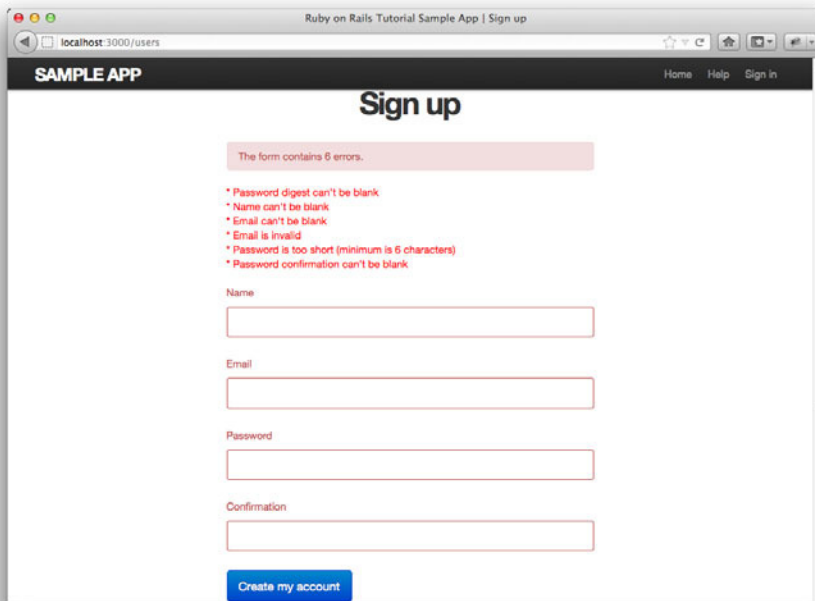 Ruby on Rails Tutorial Sample App | Sign up
localhost:3000/users
SAMPLE APP
Home Help Sign in
Sign up
The form contains 6 errors.
* Password digest can't be blank
* Name can't be blank
* Email can't be blank
* Email is invalid
* Password is too short (minimum is 6 characters)
* Password confirmation can't be blank
Name
Email
Password
Confirmation
Create my account